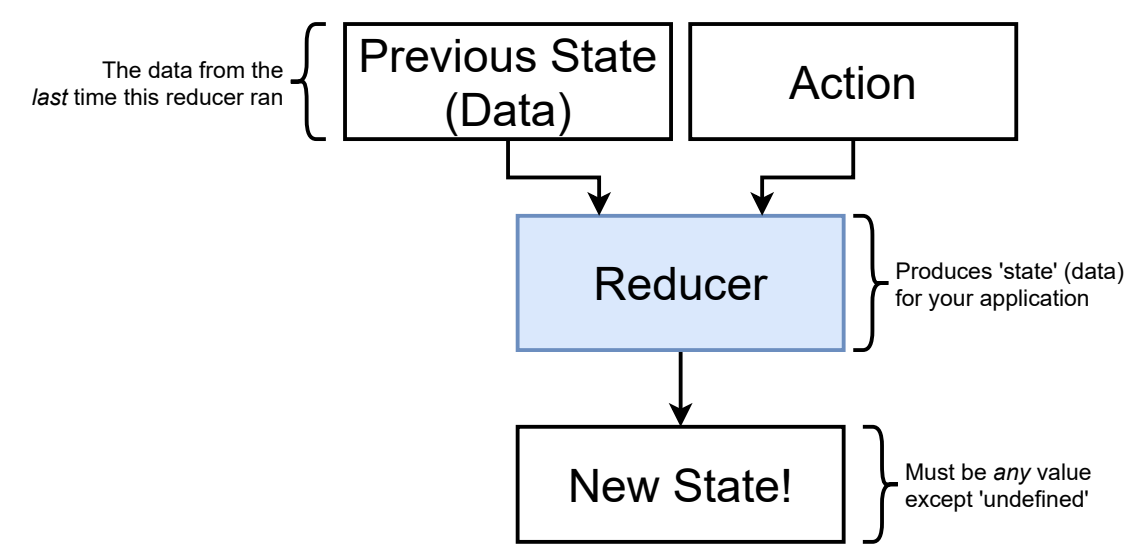 The data from the
last time this reducer ran
Previous State
(Data)
Action
Reducer
Produces 'state' (data)
for your application
New State!
Must be any value
except 'undefined'